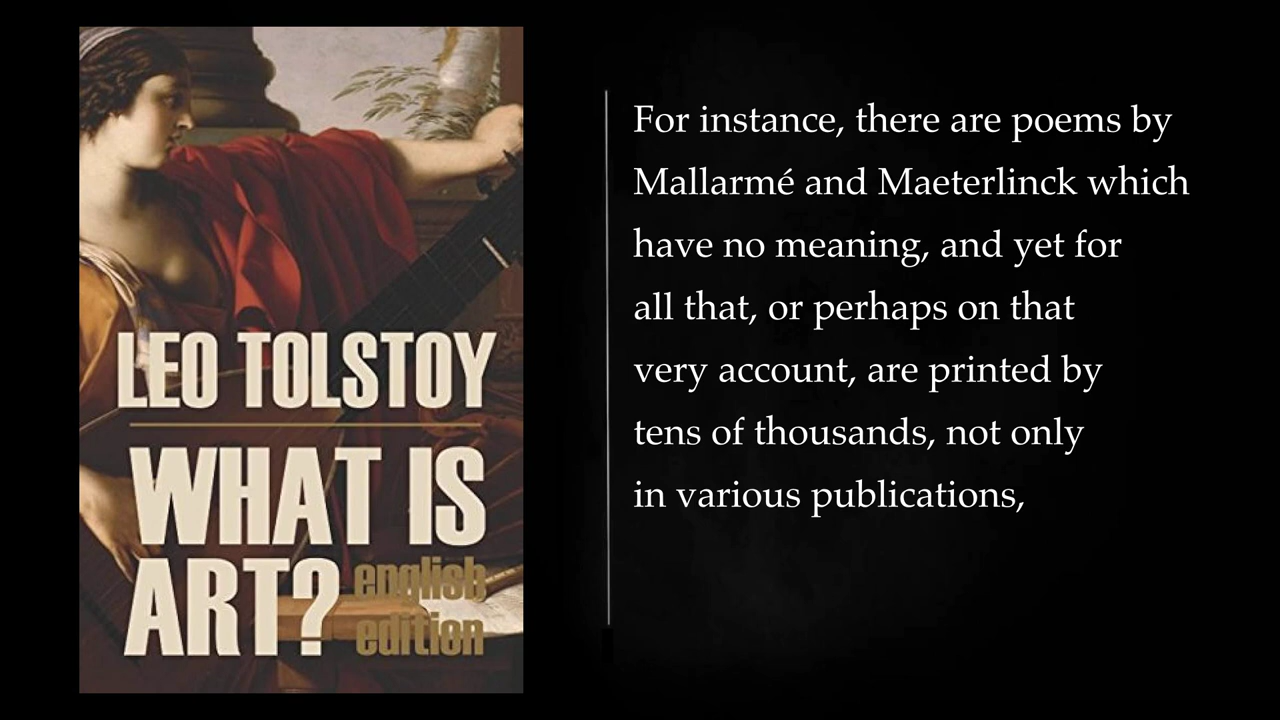 LEO TOLSTOY
WHAT IS
ART?
english
edition
For instance, there are poems by
Mallarmé and Maeterlinck which
have no meaning, and yet for
all that, or perhaps on that
very account, are printed by
tens of thousands, not only
in various publications,